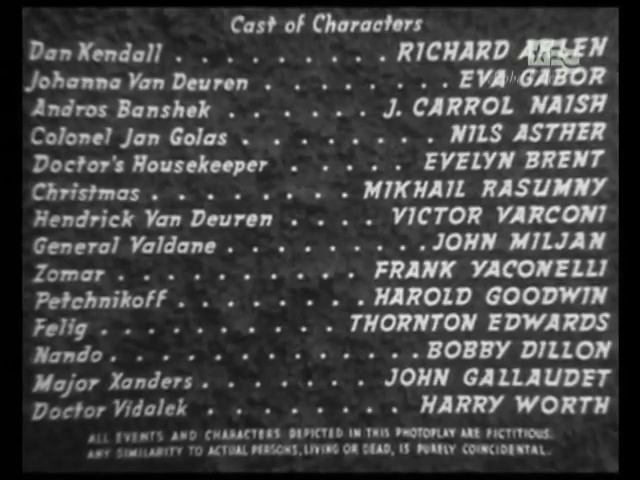 Cast of Characters
Dan Kendall . . . . . . . . . RICHARD ARLEN
Johanna Van Deuren . . . . . . . EVA GABOR
Andros Banshek . . . . . . J. CARROL NAISH
Colonel Jan Golas . . . . . . . . NILS ASTHER
Doctor's Housekeeper . . . . . EVELYN BRENT
Christmas . . . . . . . . MIKHAIL RASUMNY
Hendrick Van Deuren . . . . VICTOR VARCONI
General Valdane . . . . . . . . JOHN MILJAN
Zomar . . . . . . . . . . FRANK YACONELLI
Petchnikoff . . . . . . . . HAROLD GOODWIN
Felig . . . . . . . . . . THORNTON EDWARDS
Nando . . . . . . . . . . . . BOBBY DILLON
Major Xanders . . . . . . . JOHN GALLAUDET
Doctor Vidalek . . . . . . . . HARRY WORTH
ALL EVENTS AND CHARACTERS DEPICTED IN THIS PHOTOPLAY ARE FICTITIOUS.
ANY SIMILARITY TO ACTUAL PERSONS, LIVING OR DEAD, IS PURELY COINCIDENTAL.